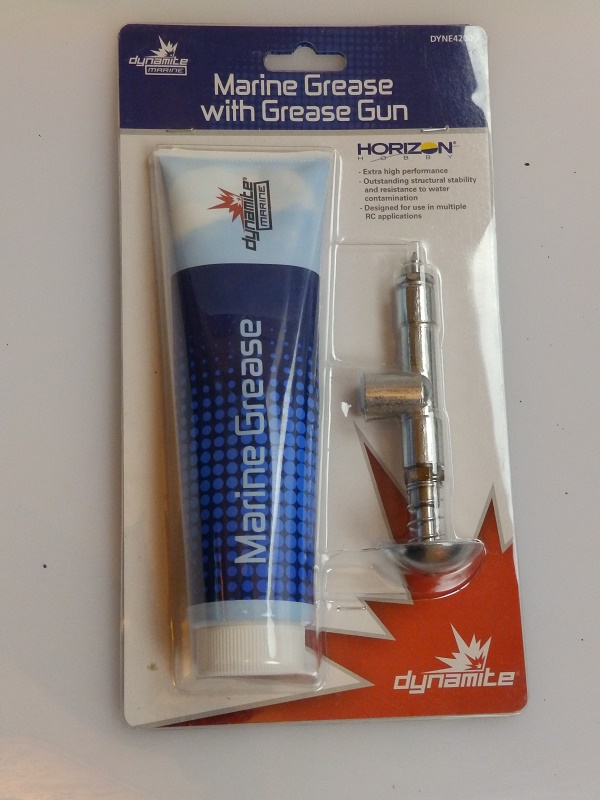 dynamite
MARINE
DYNE4200
Marine Grease
with Grease Gun
HORIZON
HOBBY
- Extra high performance
- Outstanding structural stability
and resistance to water
contamination
- Designed for use in multiple
RC applications
dynamite
MARINE
Marine Grease
dynamite